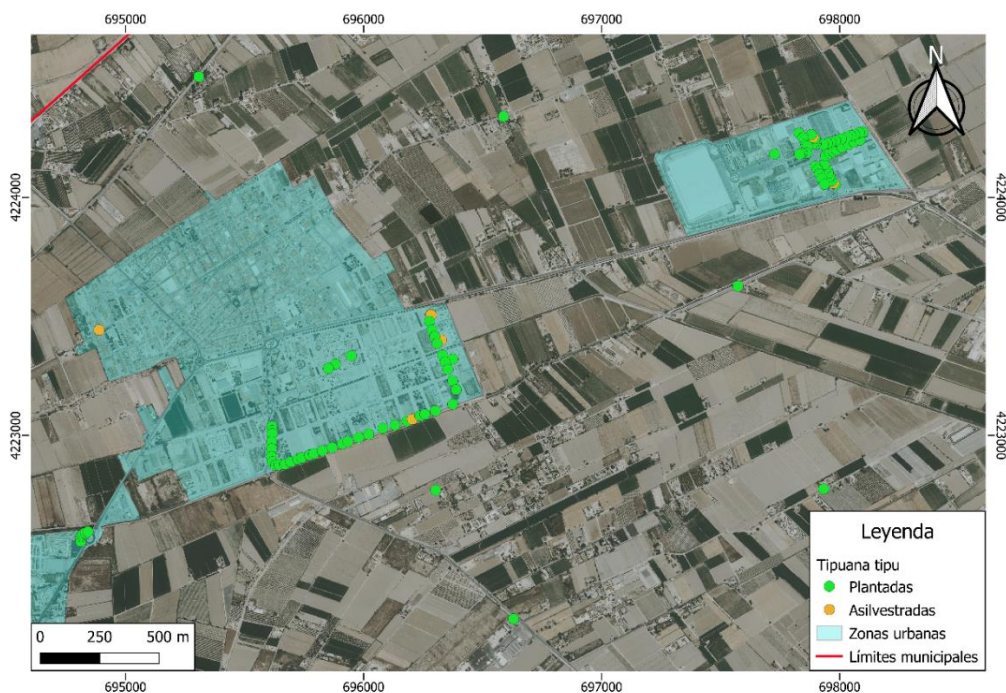 695000 696000 697000 698000
N
4224000 4224000
4223000 4223000
Leyenda
Tipuana tipu
Plantadas
Asilvestradas
Zonas urbanas
Límites municipales
0 250 500 m
695000 696000 697000 698000